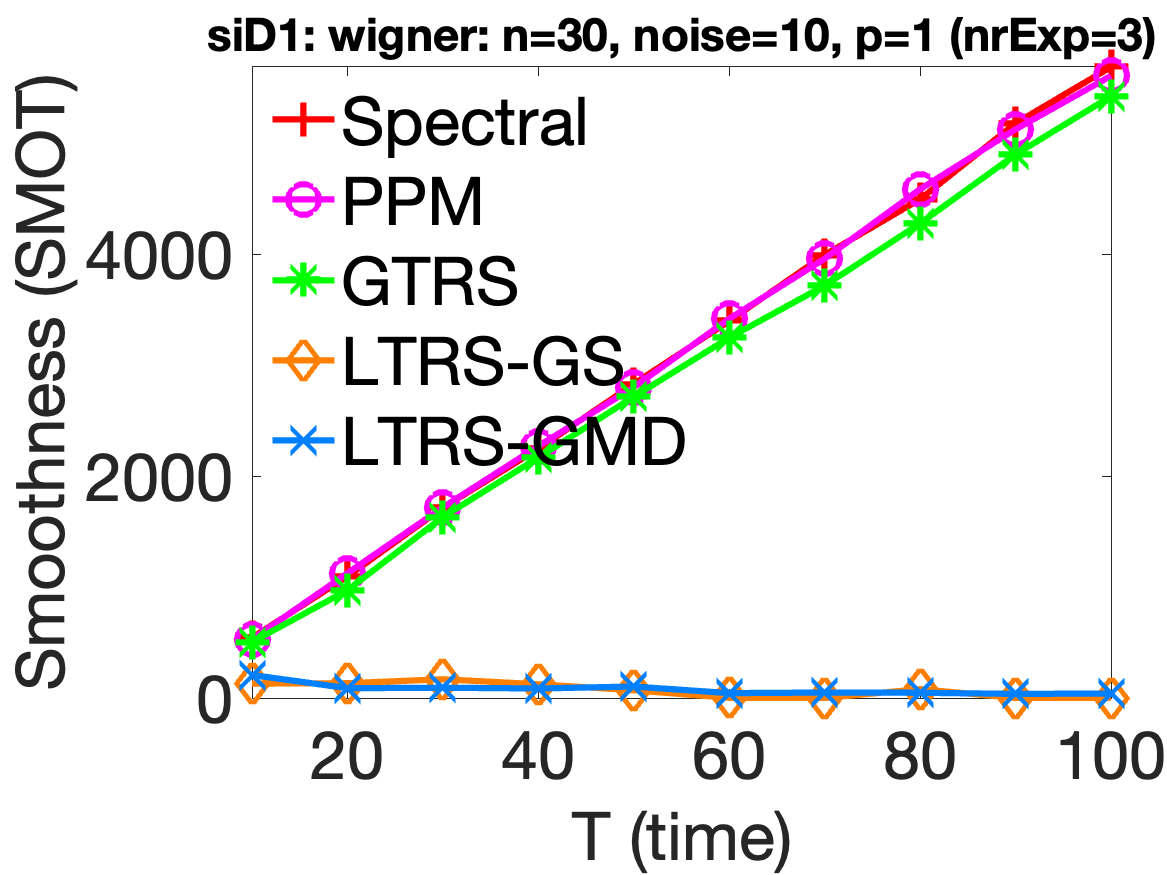 siD1: wigner: n=30, noise=10, p=1 (nrExp=3)
Smoothness (SMOT)
Spectral
PPM
GTRS
LTRS-GS
LTRS-GMD
4000
2000
0
20 40 60 80 100
T (time)